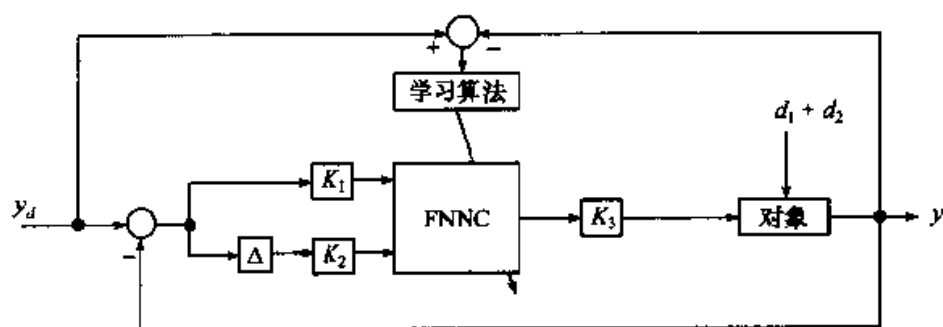 +
−
学习算法
d₁ + d₂
K₁
y_d
FNNC
K₃
对象
y
−
Δ
K₂